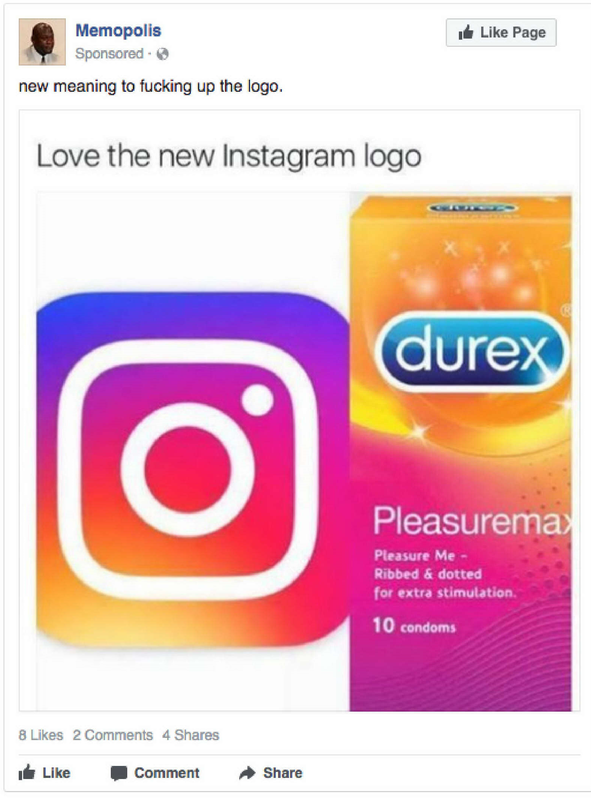 Memopolis
Like Page
Sponsored ·
new meaning to fucking up the logo.
Love the new Instagram logo
durex
durex
®
Pleasuremax
Pleasure Me -
Ribbed & dotted
for extra stimulation.
10 condoms
8 Likes 2 Comments 4 Shares
Like Comment Share